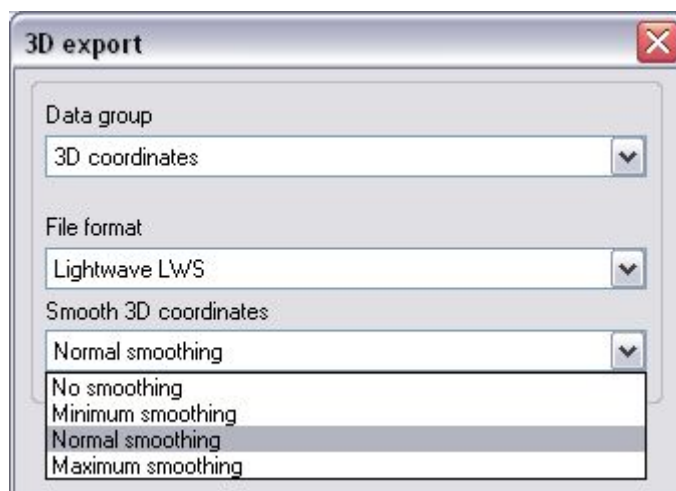 3D export
Data group
3D coordinates
File format
Lightwave LWS
Smooth 3D coordinates
Normal smoothing
No smoothing
Minimum smoothing
Normal smoothing
Maximum smoothing